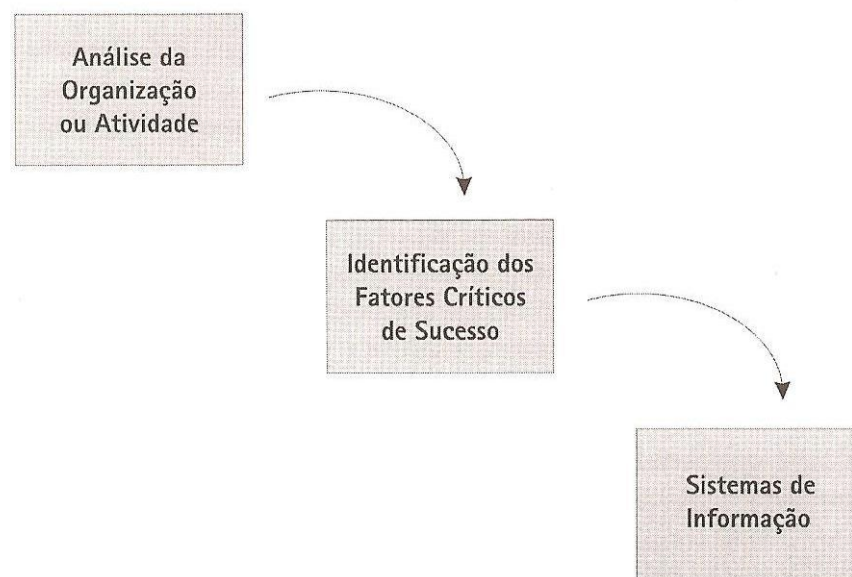 Análise da
Organização
ou Atividade
Identificação dos
Fatores Críticos
de Sucesso
Sistemas de
Informação